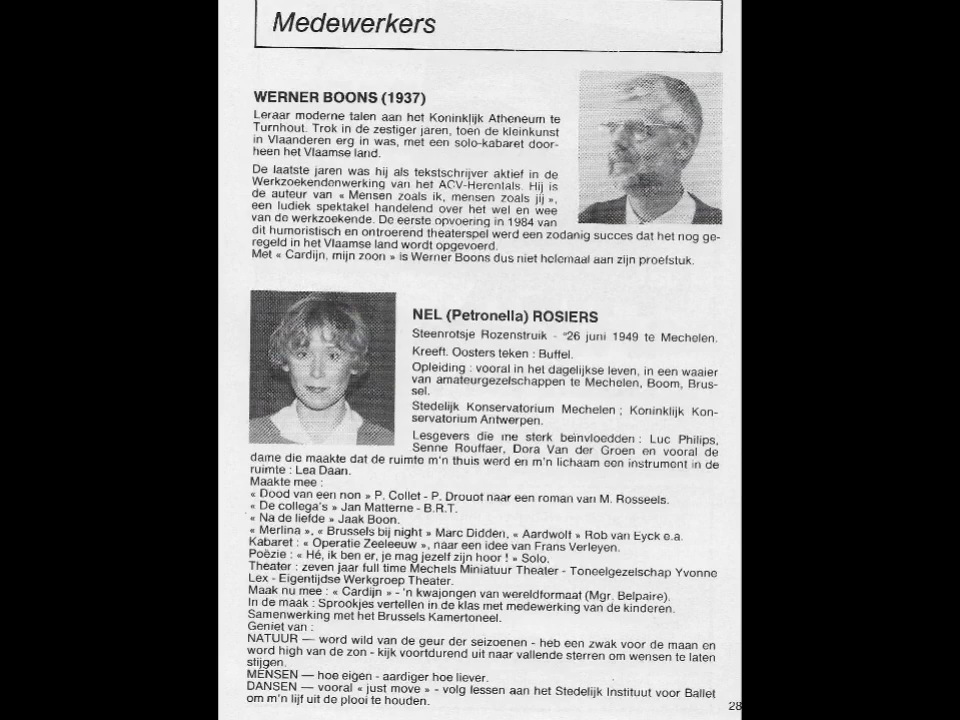 Medewerkers
WERNER BOONS (1937)
Leraar moderne talen aan het Koninklijk Atheneum te
Turnhout. Trok in de zestiger jaren, toen de kleinkunst
in Vlaanderen erg in was, met een solo-kabaret door-
heen het Vlaamse land.
De laatste jaren was hij als tekstschrijver aktief in de
Werkzoekendenwerking van het ACV-Herentals. Hij is
de auteur van « Mensen zoals ik, mensen zoals jij »,
een ludiek spektakel handelend over het wel en wee
van de werkzoekende. De eerste opvoering in 1984 van
dit humoristisch en ontroerend theaterspel werd een zodanig succes dat het nog ge-
regeld in het Vlaamse land wordt opgevoerd.
Met « Cardijn, mijn zoon » is Werner Boons dus niet helemaal aan zijn proefstuk.
NEL (Petronella) ROSIERS
Steenrotsje Rozenstruik - °26 juni 1949 te Mechelen.
Kreeft. Oosters teken : Buffel.
Opleiding : vooral in het dagelijkse leven, in een waaier
van amateurgezelschappen te Mechelen, Boom, Brus-
sel.
Stedelijk Konservatorium Mechelen ; Koninklijk Kon-
servatorium Antwerpen.
Lesgevers die me sterk beïnvloedden : Luc Philips,
Senne Rouffaer, Dora Van der Groen en vooral de
dame die maakte dat de ruimte m'n thuis werd en m'n lichaam een instrument in de
ruimte : Lea Daan.
Maakte mee :
« Dood van een non » P. Collet - P. Drouot naar een roman van M. Rosseels.
« De collega's » Jan Matterne - B.R.T.
« Na de liefde » Jaak Boon.
« Merlina », « Brussels bij night » Marc Didden, « Aardwolf » Rob van Eyck e.a.
Kabaret : « Operatie Zeeleeuw », naar een idee van Frans Verleyen.
Poëzie : « Hé, ik ben er, je mag jezelf zijn hoor ! » Solo.
Theater : zeven jaar full time Mechels Miniatuur Theater - Toneelgezelschap Yvonne
Lex - Eigentijdse Werkgroep Theater.
Maak nu mee : « Cardijn » - 'n kwajongen van wereldformaat (Mgr. Belpaire).
In de maak : Sprookjes vertellen in de klas met medewerking van de kinderen.
Samenwerking met het Brussels Kamertoneel.
Geniet van :
NATUUR — word wild van de geur der seizoenen - heb een zwak voor de maan en
word high van de zon - kijk voortdurend uit naar vallende sterren om wensen te laten
stijgen.
MENSEN — hoe eigen - aardiger hoe liever.
DANSEN — vooral « just move » - volg lessen aan het Stedelijk Instituut voor Ballet
om m'n lijf uit de plooi te houden.
28